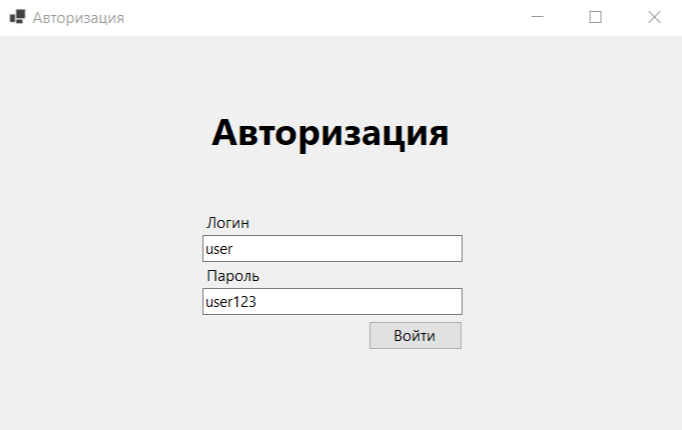 Авторизация
Авторизация
Логин
user
Пароль
user123
Войти